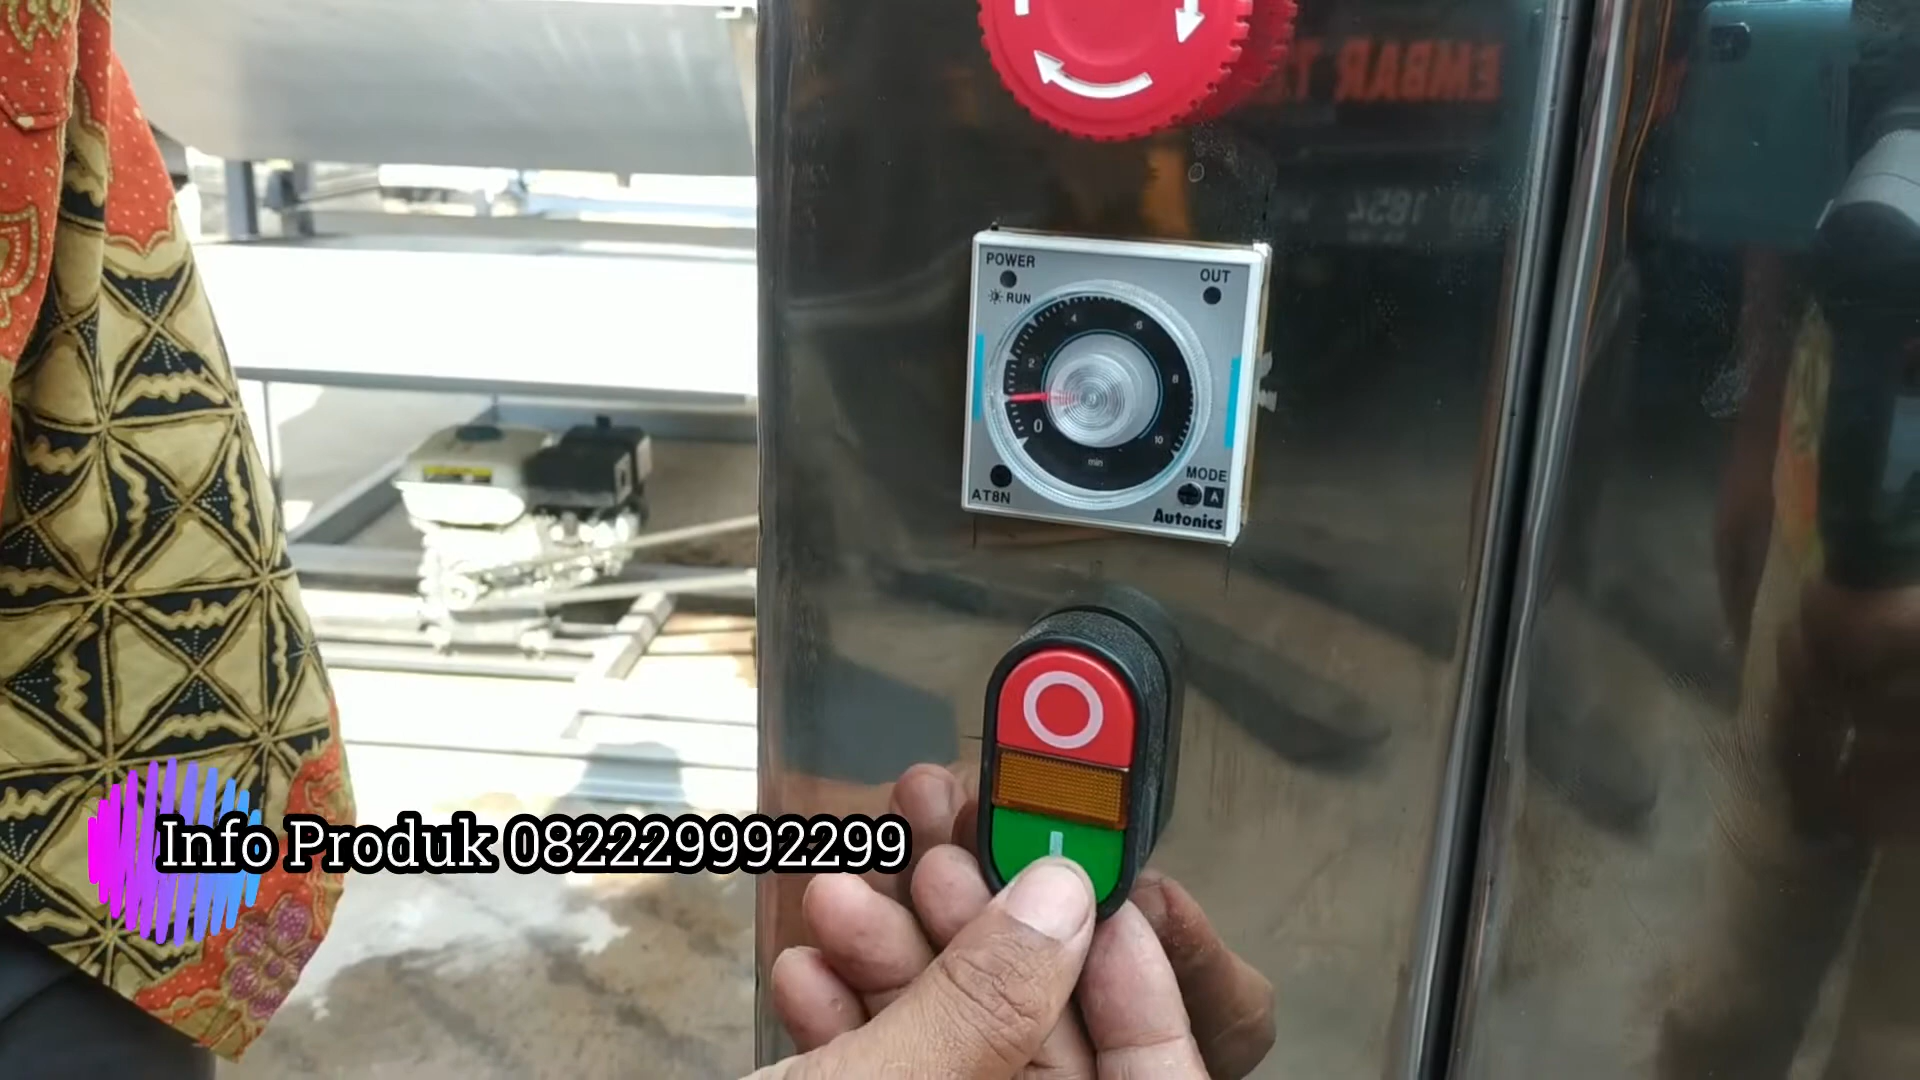 POWER
OUT
RUN
4
6
2
8
0
10
min
MODE
AT8N
A
Autonics
Info Produk 082229992299